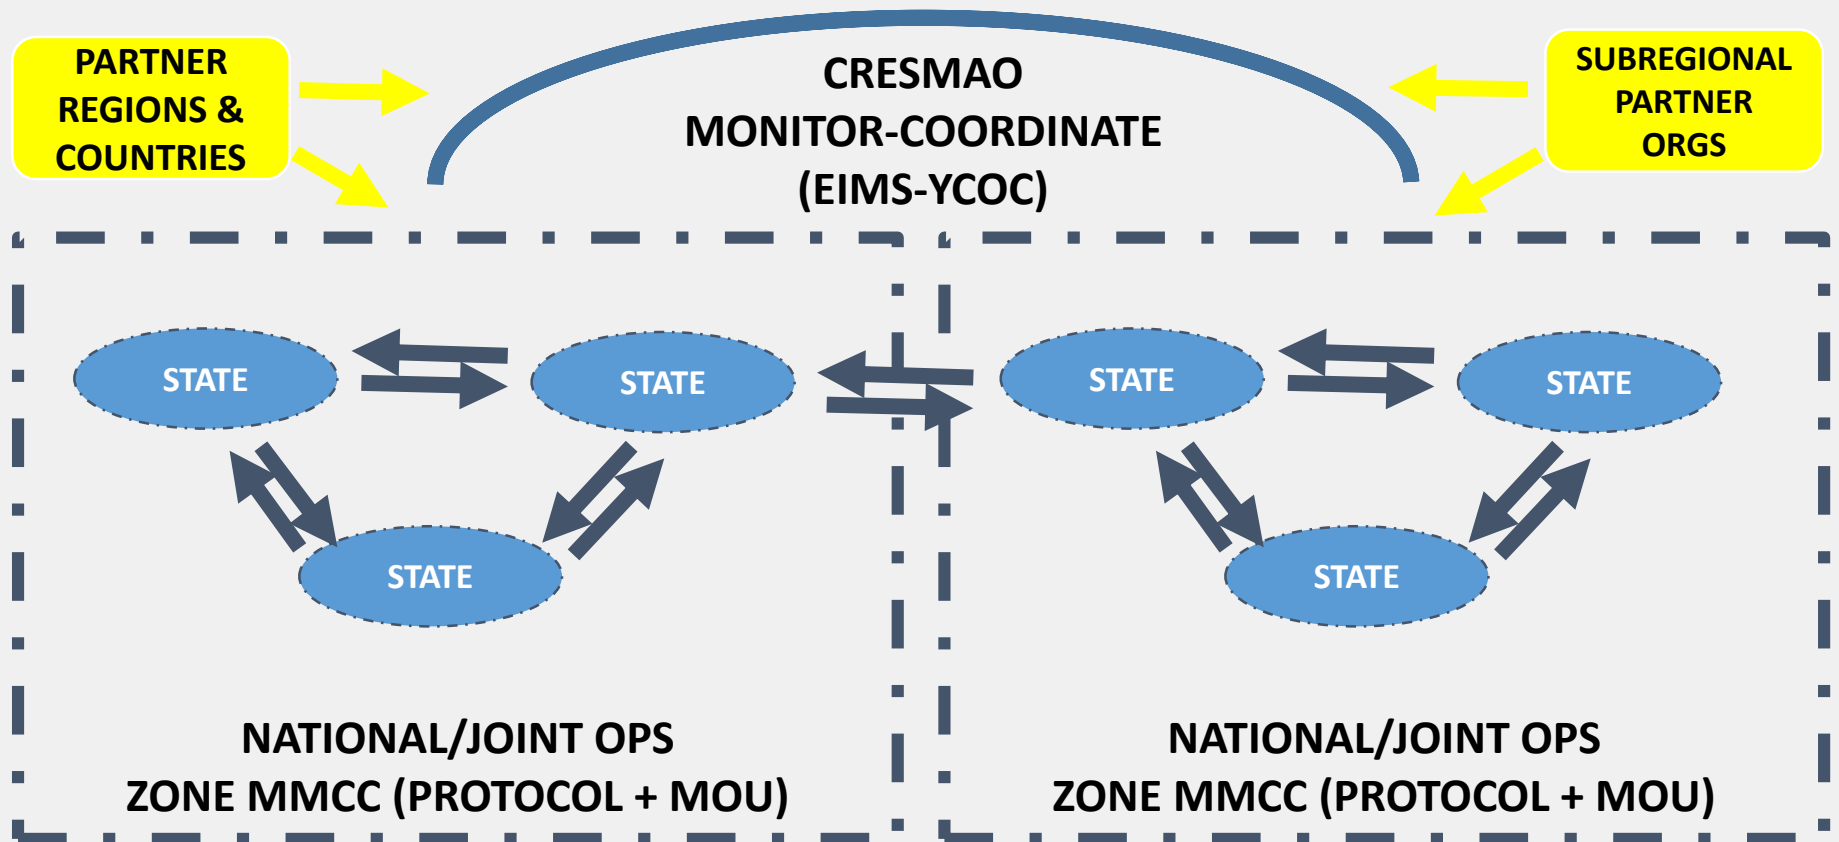 PARTNER
REGIONS &
COUNTRIES
CRESMAO
MONITOR-COORDINATE
(EIMS-YCOC)
SUBREGIONAL
PARTNER
ORGS
STATE
STATE
STATE
STATE
STATE
STATE
NATIONAL/JOINT OPS
ZONE MMCC (PROTOCOL + MOU)
NATIONAL/JOINT OPS
ZONE MMCC (PROTOCOL + MOU)